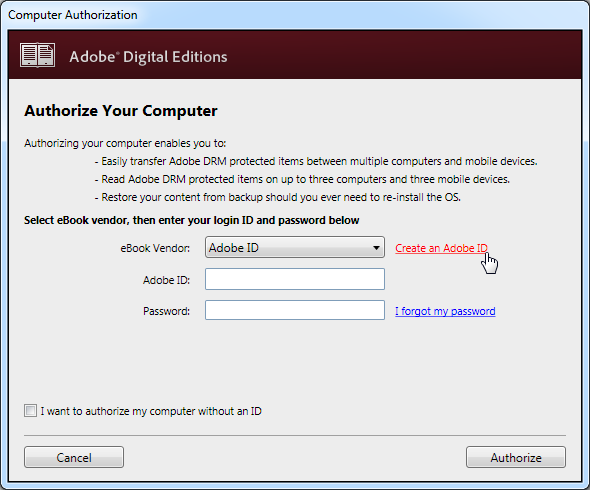 Computer Authorization
Adobe® Digital Editions
Authorize Your Computer
Authorizing your computer enables you to:
- Easily transfer Adobe DRM protected items between multiple computers and mobile devices.
- Read Adobe DRM protected items on up to three computers and three mobile devices.
- Restore your content from backup should you ever need to re-install the OS.
Select eBook vendor, then enter your login ID and password below
eBook Vendor: Adobe ID Create an Adobe ID
Adobe ID:
Password: I forgot my password
I want to authorize my computer without an ID
Cancel Authorize